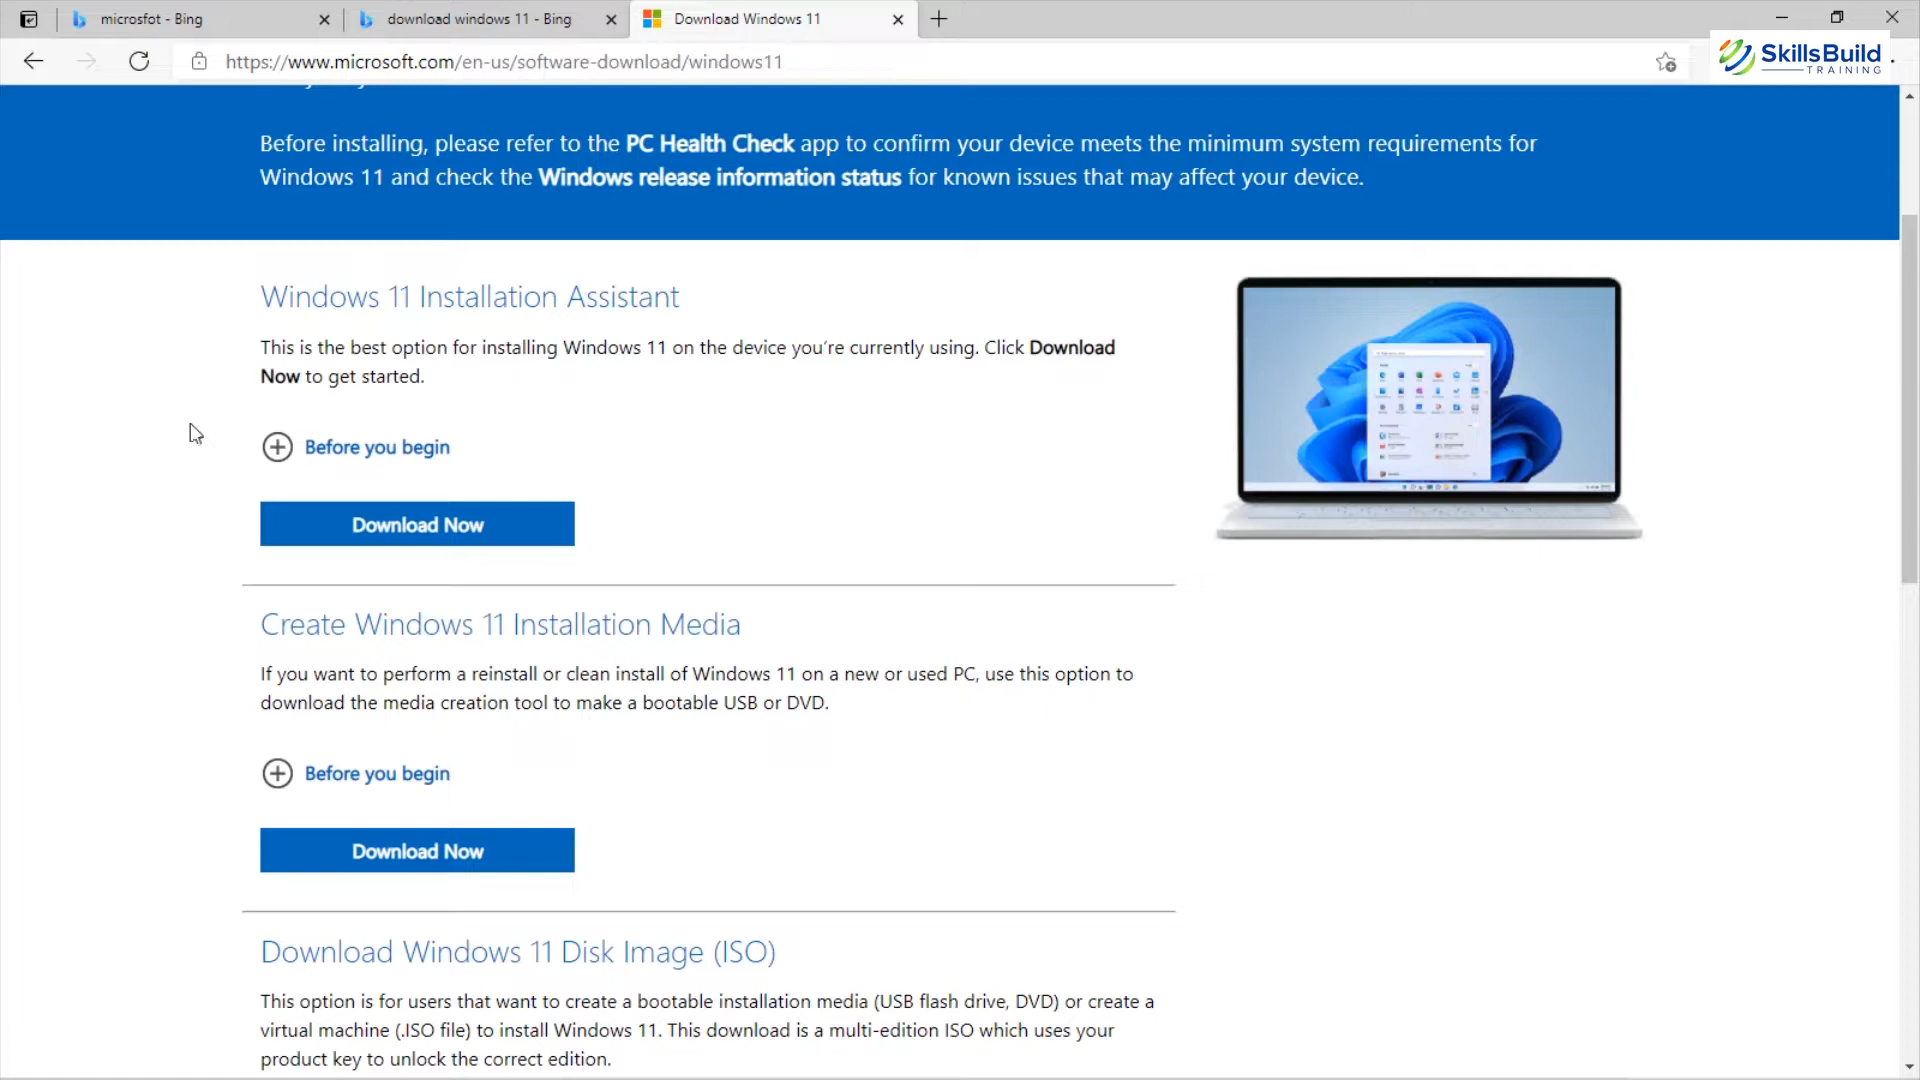 microsfot - Bing
download windows 11 - Bing
Download Windows 11
https://www.microsoft.com/en-us/software-download/windows11
SkillsBuild
TRAINING
Before installing, please refer to the PC Health Check app to confirm your device meets the minimum system requirements for
Windows 11 and check the Windows release information status for known issues that may affect your device.
Windows 11 Installation Assistant
This is the best option for installing Windows 11 on the device you're currently using. Click Download
Now to get started.
Before you begin
Download Now
Create Windows 11 Installation Media
If you want to perform a reinstall or clean install of Windows 11 on a new or used PC, use this option to
download the media creation tool to make a bootable USB or DVD.
Before you begin
Download Now
Download Windows 11 Disk Image (ISO)
This option is for users that want to create a bootable installation media (USB flash drive, DVD) or create a
virtual machine (.ISO file) to install Windows 11. This download is a multi-edition ISO which uses your
product key to unlock the correct edition.